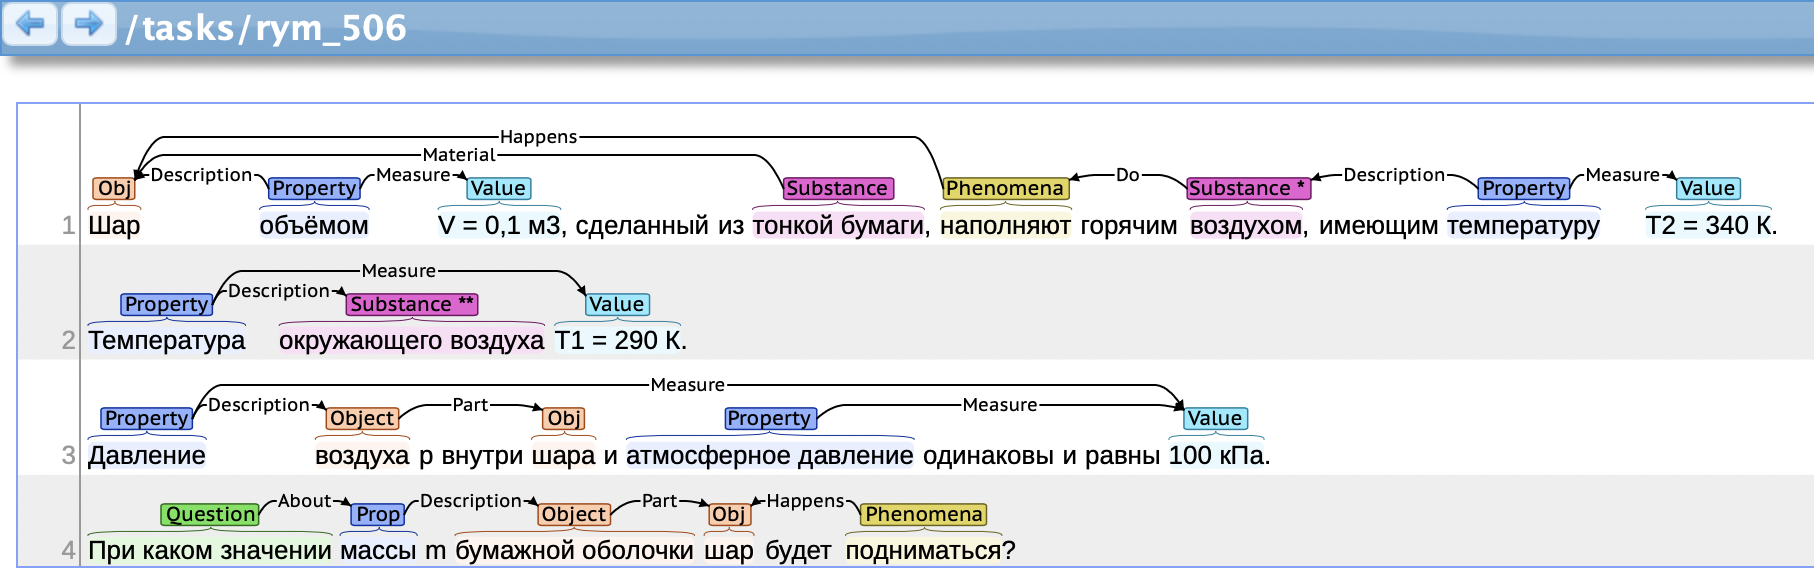 /tasks/rym_506
Happens
Material
Description Measure Do Description Measure
Obj Property Value Substance Phenomena Substance * Property Value
1 Шар объёмом V = 0,1 м3, сделанный из тонкой бумаги, наполняют горячим воздухом, имеющим температуру T2 = 340 К.
Measure
Description
Property Substance ** Value
2 Температура окружающего воздуха T1 = 290 К.
Measure
Description Part Measure
Property Object Obj Property Value
3 Давление воздуха p внутри шара и атмосферное давление одинаковы и равны 100 кПа.
About Description Part Happens
Question Prop Object Obj Phenomena
4 При каком значении массы m бумажной оболочки шар будет подниматься?